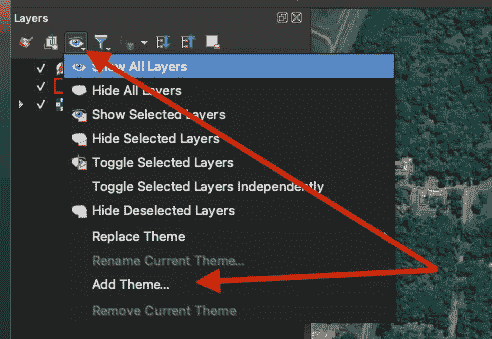 Layers
Show All Layers
Hide All Layers
Show Selected Layers
Hide Selected Layers
Toggle Selected Layers
Toggle Selected Layers Independently
Hide Deselected Layers
Replace Theme
Rename Current Theme...
Add Theme...
Remove Current Theme